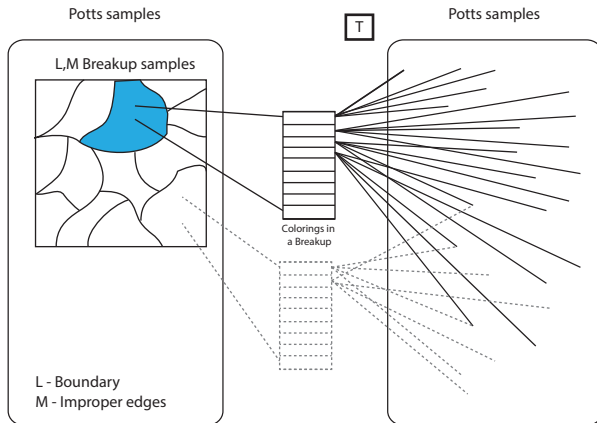 Potts samples
Potts samples
T
L,M Breakup samples
Colorings in
a Breakup
L - Boundary
M - Improper edges